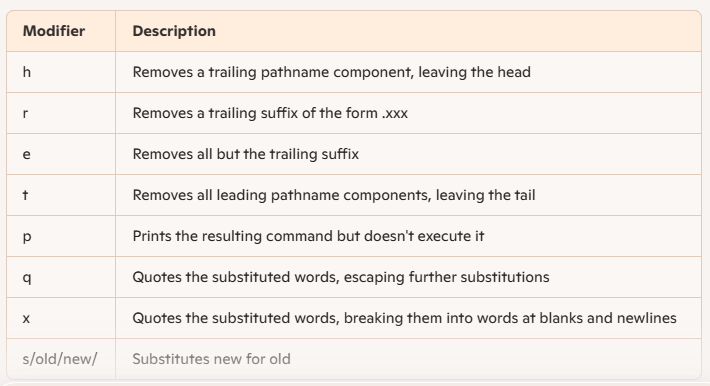 Modifier Description
h Removes a trailing pathname component, leaving the head
r Removes a trailing suffix of the form .xxx
e Removes all but the trailing suffix
t Removes all leading pathname components, leaving the tail
p Prints the resulting command but doesn't execute it
q Quotes the substituted words, escaping further substitutions
x Quotes the substituted words, breaking them into words at blanks and newlines
s/old/new/ Substitutes new for old